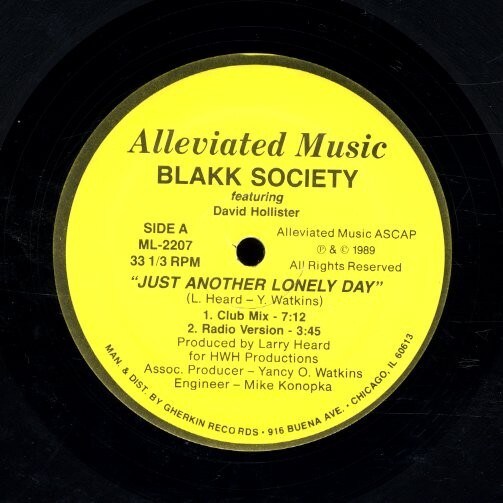 Alleviated Music
BLAKK SOCIETY
featuring
David Hollister
SIDE A
ML-2207
33 1/3 RPM
Alleviated Music ASCAP
℗ & © 1989
All Rights Reserved
"JUST ANOTHER LONELY DAY"
(L. Heard – Y. Watkins)
1. Club Mix - 7:12
2. Radio Version - 3:45
Produced by Larry Heard
for HWH Productions
Assoc. Producer – Yancy O. Watkins
Engineer – Mike Konopka
MAN. & DIST. BY GHERKIN RECORDS • 916 BUENA AVE. • CHICAGO, IL 60613